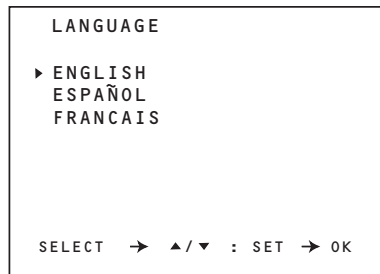 LANGUAGE
▶ ENGLISH
ESPAÑOL
FRANCAIS
SELECT → ▲/▼ : SET → OK